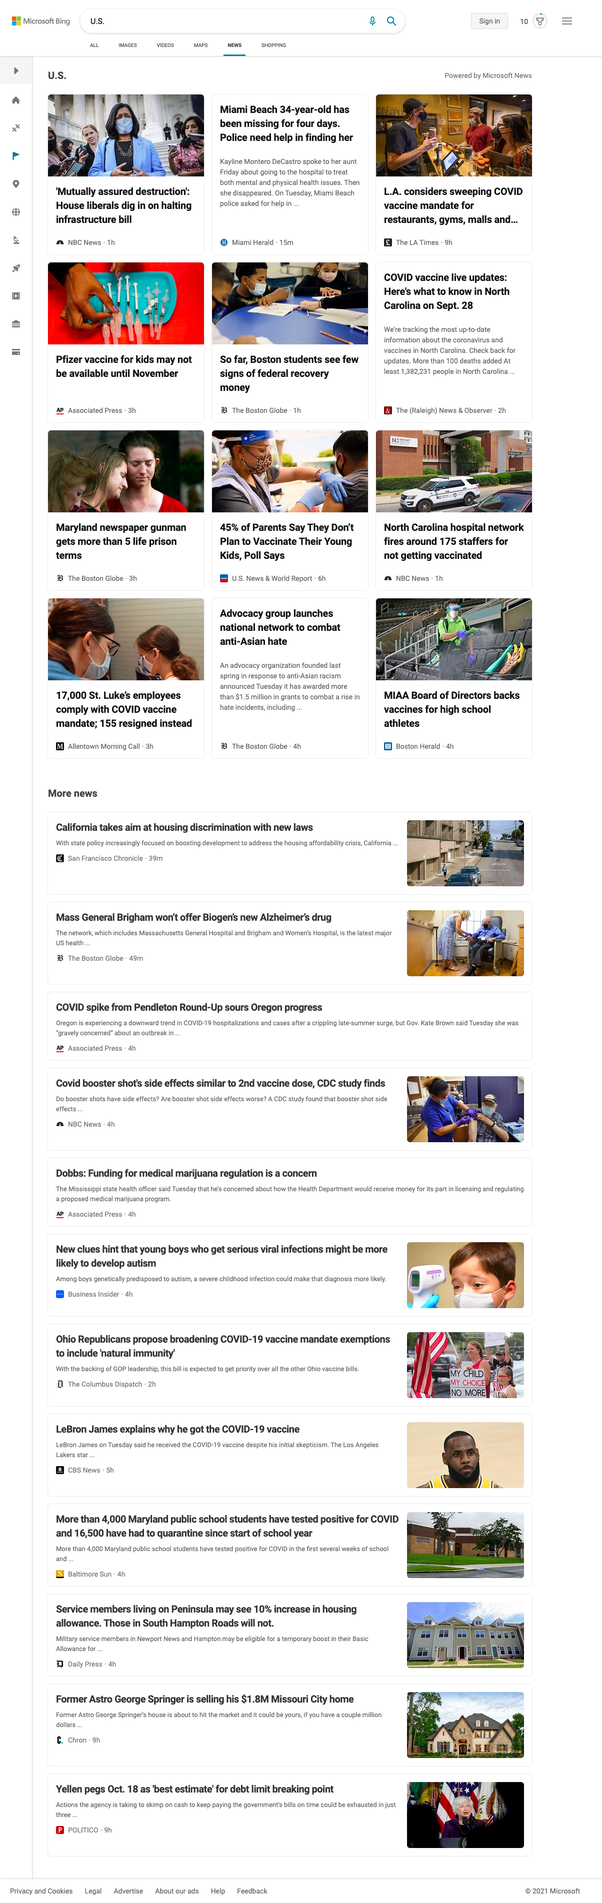 Microsoft Bing
U.S.
Sign in
10
ALL
IMAGES
VIDEOS
MAPS
NEWS
SHOPPING
U.S.
Powered by Microsoft News
'Mutually assured destruction':
House liberals dig in on halting
infrastructure bill
NBC News · 1h
Miami Beach 34-year-old has
been missing for four days.
Police need help in finding her
Kayline Montero DeCastro spoke to her aunt
Friday about going to the hospital to treat
both mental and physical health issues. Then
she disappeared. On Tuesday, Miami Beach
police asked for help in ...
Miami Herald · 15m
L.A. considers sweeping COVID
vaccine mandate for
restaurants, gyms, malls and…
The LA Times · 9h
Pfizer vaccine for kids may not
be available until November
AP Associated Press · 3h
So far, Boston students see few
signs of federal recovery
money
The Boston Globe · 1h
COVID vaccine live updates:
Here's what to know in North
Carolina on Sept. 28
We're tracking the most up-to-date
information about the coronavirus and
vaccines in North Carolina. Check back for
updates. More than 100 deaths added At
least 1,382,231 people in North Carolina ...
The (Raleigh) News & Observer · 2h
Maryland newspaper gunman
gets more than 5 life prison
terms
The Boston Globe · 3h
45% of Parents Say They Don't
Plan to Vaccinate Their Young
Kids, Poll Says
U.S. News & World Report · 6h
North Carolina hospital network
fires around 175 staffers for
not getting vaccinated
NBC News · 1h
17,000 St. Luke's employees
comply with COVID vaccine
mandate; 155 resigned instead
Allentown Morning Call · 3h
Advocacy group launches
national network to combat
anti-Asian hate
An advocacy organization founded last
spring in response to anti-Asian racism
announced Tuesday it has awarded more
than $1.5 million in grants to combat a rise in
hate incidents, including ...
The Boston Globe · 4h
MIAA Board of Directors backs
vaccines for high school
athletes
Boston Herald · 4h
More news
California takes aim at housing discrimination with new laws
With state policy increasingly focused on boosting development to address the housing affordability crisis, California ...
San Francisco Chronicle · 39m
Mass General Brigham won't offer Biogen's new Alzheimer's drug
The network, which includes Massachusetts General Hospital and Brigham and Women's Hospital, is the latest major
US health ...
The Boston Globe · 49m
COVID spike from Pendleton Round-Up sours Oregon progress
Oregon is experiencing a downward trend in COVID-19 hospitalizations and cases after a crippling late-summer surge, but Gov. Kate Brown said Tuesday she was
"gravely concerned" about an outbreak in ...
AP Associated Press · 4h
Covid booster shot's side effects similar to 2nd vaccine dose, CDC study finds
Do booster shots have side effects? Are booster shot side effects worse? A CDC study found that booster shot side
effects ...
NBC News · 4h
Dobbs: Funding for medical marijuana regulation is a concern
The Mississippi state health officer said Tuesday that he's concerned about how the Health Department would receive money for its part in licensing and regulating
a proposed medical marijuana program.
AP Associated Press · 4h
New clues hint that young boys who get serious viral infections might be more
likely to develop autism
Among boys genetically predisposed to autism, a severe childhood infection could make that diagnosis more likely.
Business Insider · 4h
Ohio Republicans propose broadening COVID-19 vaccine mandate exemptions
to include 'natural immunity'
With the backing of GOP leadership, this bill is expected to get priority over all the other Ohio vaccine bills.
The Columbus Dispatch · 2h
MY CHILD
MY CHOICE
NO MORE
LeBron James explains why he got the COVID-19 vaccine
LeBron James on Tuesday said he received the COVID-19 vaccine despite his initial skepticism. The Los Angeles
Lakers star ...
CBS News · 5h
More than 4,000 Maryland public school students have tested positive for COVID
and 16,500 have had to quarantine since start of school year
More than 4,000 Maryland public school students have tested positive for COVID in the first several weeks of school
and ...
Baltimore Sun · 4h
Service members living on Peninsula may see 10% increase in housing
allowance. Those in South Hampton Roads will not.
Military service members in Newport News and Hampton may be eligible for a temporary boost in their Basic
Allowance for ...
Daily Press · 4h
Former Astro George Springer is selling his $1.8M Missouri City home
Former Astro George Springer's house is about to hit the market and it could be yours, if you have a couple million
dollars ...
Chron · 9h
Yellen pegs Oct. 18 as 'best estimate' for debt limit breaking point
Actions the agency is taking to skimp on cash to keep paying the government's bills on time could be exhausted in just
three ...
POLITICO · 9h
Privacy and Cookies
Legal
Advertise
About our ads
Help
Feedback
© 2021 Microsoft